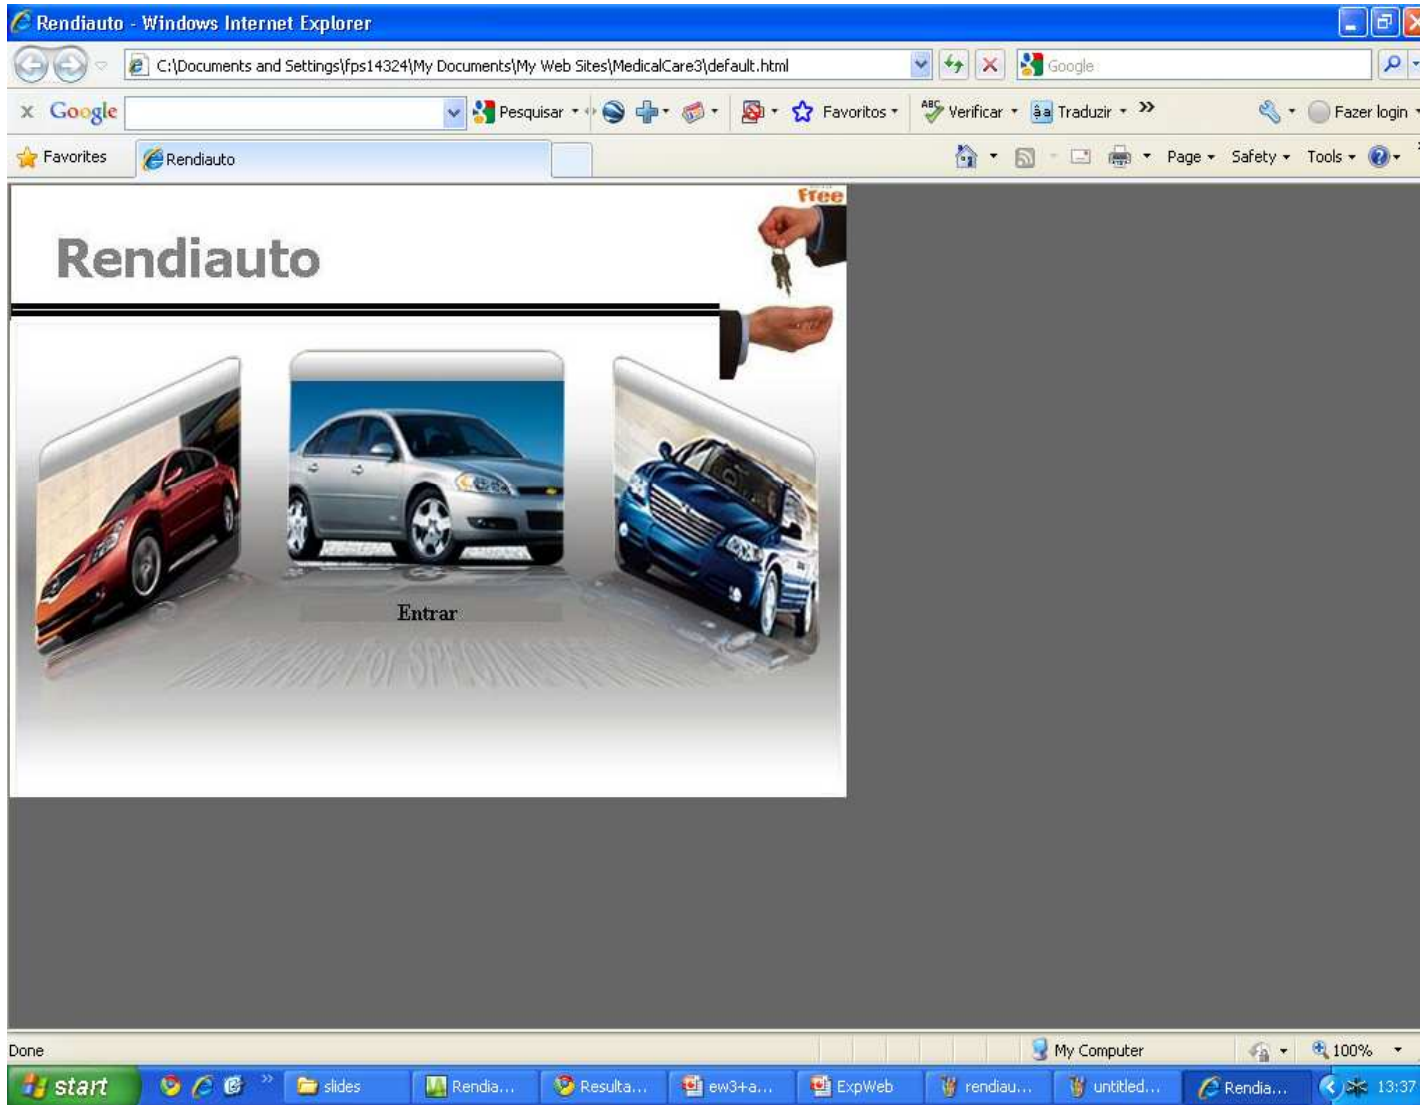 Rendiauto - Windows Internet Explorer
C:\Documents and Settings\fps14324\My Documents\My Web Sites\MedicalCare3\default.html
Google
x Google
Pesquisar
Favoritos
ABC Verificar
āa Traduzir
Fazer login
Favorites
Rendiauto
Page
Safety
Tools
Free
Rendiauto
Entrar
Done
My Computer
100%
start
slides
Rendia...
Resulta...
ew3+a...
ExpWeb
rendiau...
untitled...
Rendia...
13:37